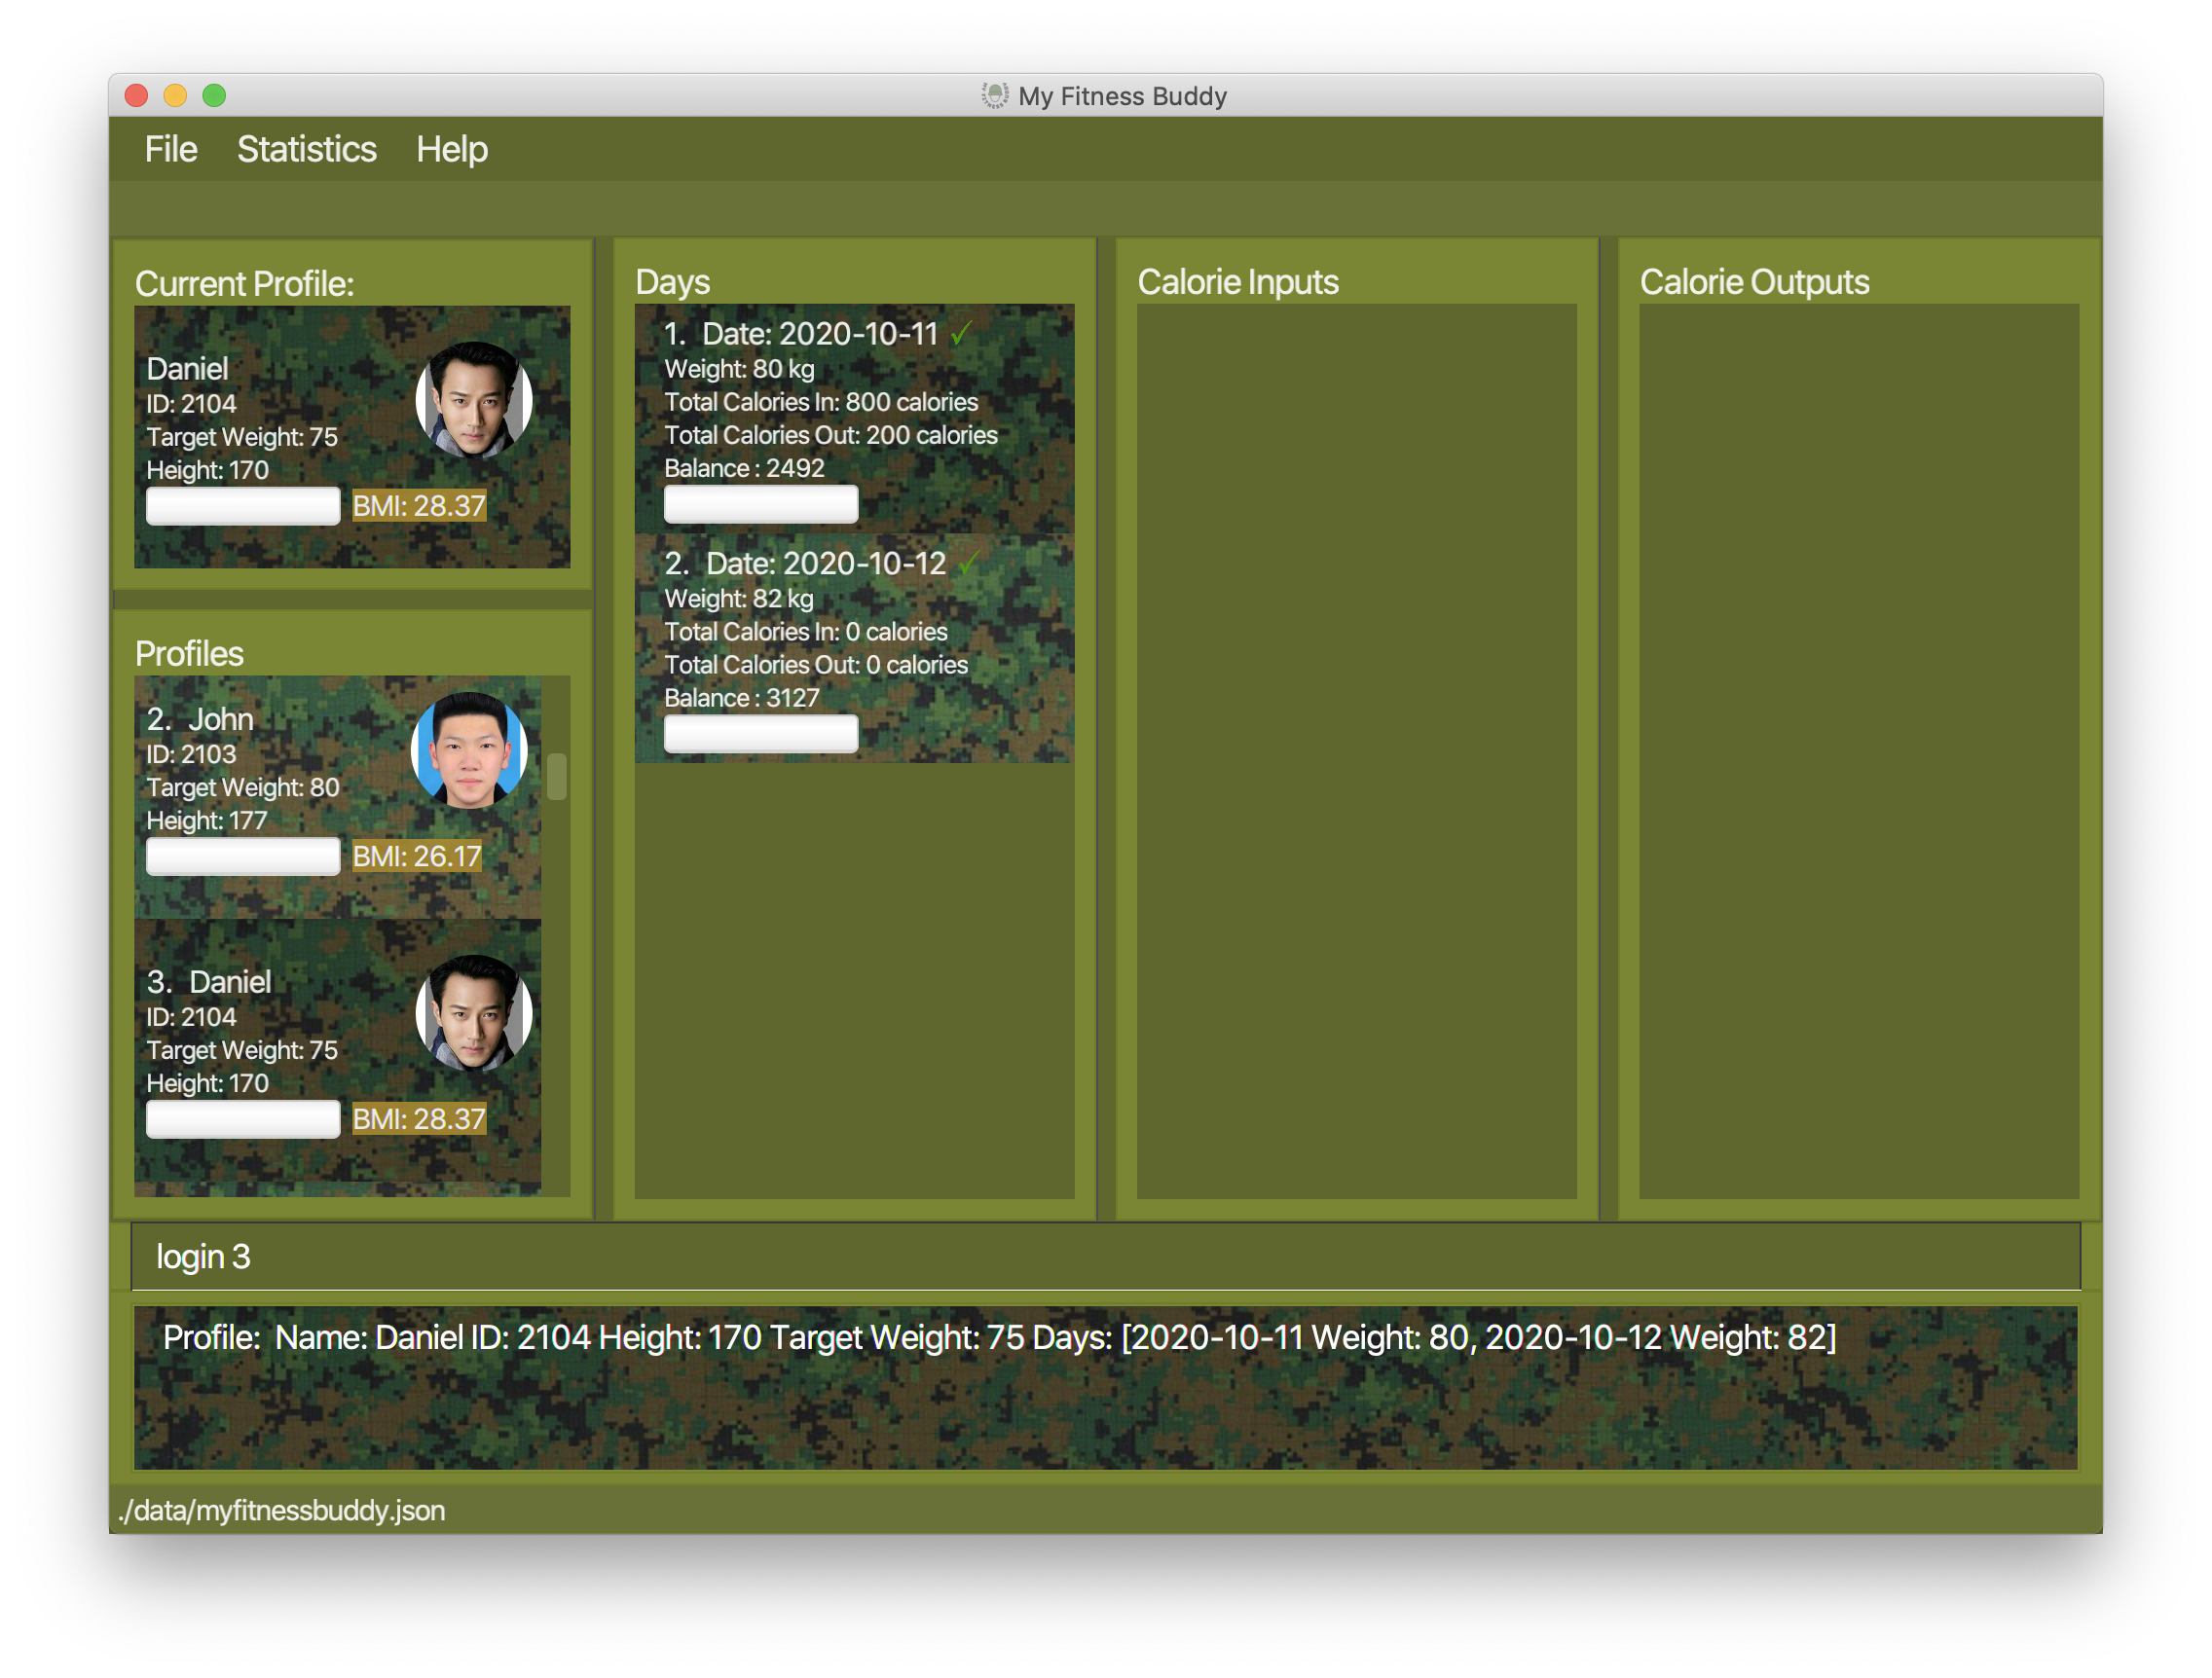 My Fitness Buddy
File Statistics Help
Current Profile:
Daniel
ID: 2104
Target Weight: 75
Height: 170
BMI: 28.37
Profiles
2. John
ID: 2103
Target Weight: 80
Height: 177
BMI: 26.17
3. Daniel
ID: 2104
Target Weight: 75
Height: 170
BMI: 28.37
Days
1. Date: 2020-10-11 ✓
Weight: 80 kg
Total Calories In: 800 calories
Total Calories Out: 200 calories
Balance : 2492
2. Date: 2020-10-12 ✓
Weight: 82 kg
Total Calories In: 0 calories
Total Calories Out: 0 calories
Balance : 3127
Calorie Inputs
Calorie Outputs
login 3
Profile: Name: Daniel ID: 2104 Height: 170 Target Weight: 75 Days: [2020-10-11 Weight: 80, 2020-10-12 Weight: 82]
./data/myfitnessbuddy.json